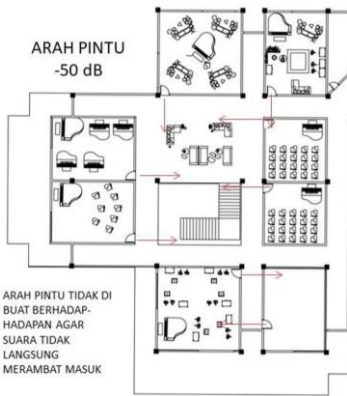 ARAH PINTU
-50 dB
ARAH PINTU TIDAK DI
BUAT BERHADAP-
HADAPAN AGAR
SUARA TIDAK
LANGSUNG
MERAMBAT MASUK